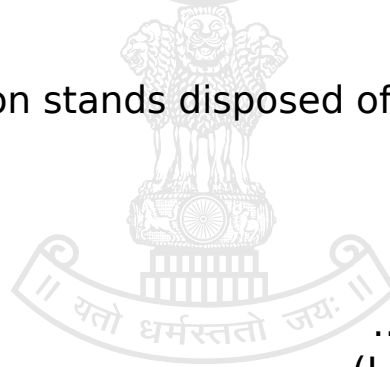 on stands disposed of
॥ यतो धर्मस्ततो जयः ॥
..